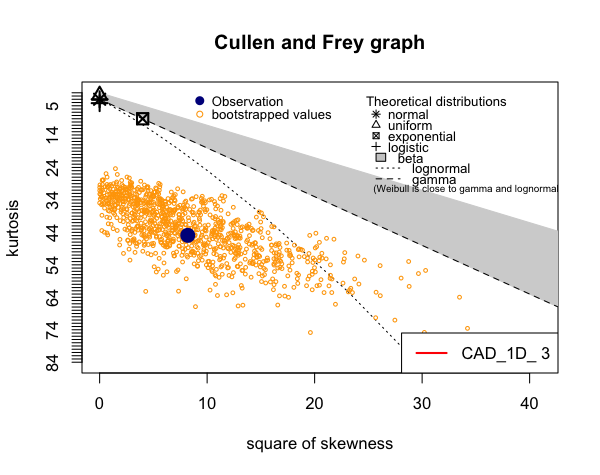 Cullen and Frey graph
Observation
bootstrapped values
Theoretical distributions
normal
uniform
exponential
logistic
beta
lognormal
gamma
(Weibull is close to gamma and lognormal
kurtosis
5
14
24
34
44
54
64
74
84
CAD_1D_ 3
0
10
20
30
40
square of skewness